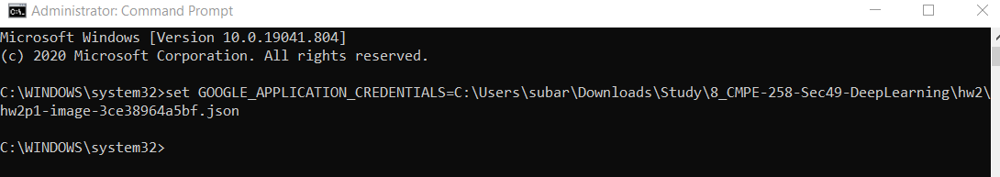 Administrator: Command Prompt
Microsoft Windows [Version 10.0.19041.804]
(c) 2020 Microsoft Corporation. All rights reserved.
C:\WINDOWS\system32>set GOOGLE_APPLICATION_CREDENTIALS=C:\Users\subar\Downloads\Study\8_CMPE-258-Sec49-DeepLearning\hw2\
hw2p1-image-3ce38964a5bf.json
C:\WINDOWS\system32>